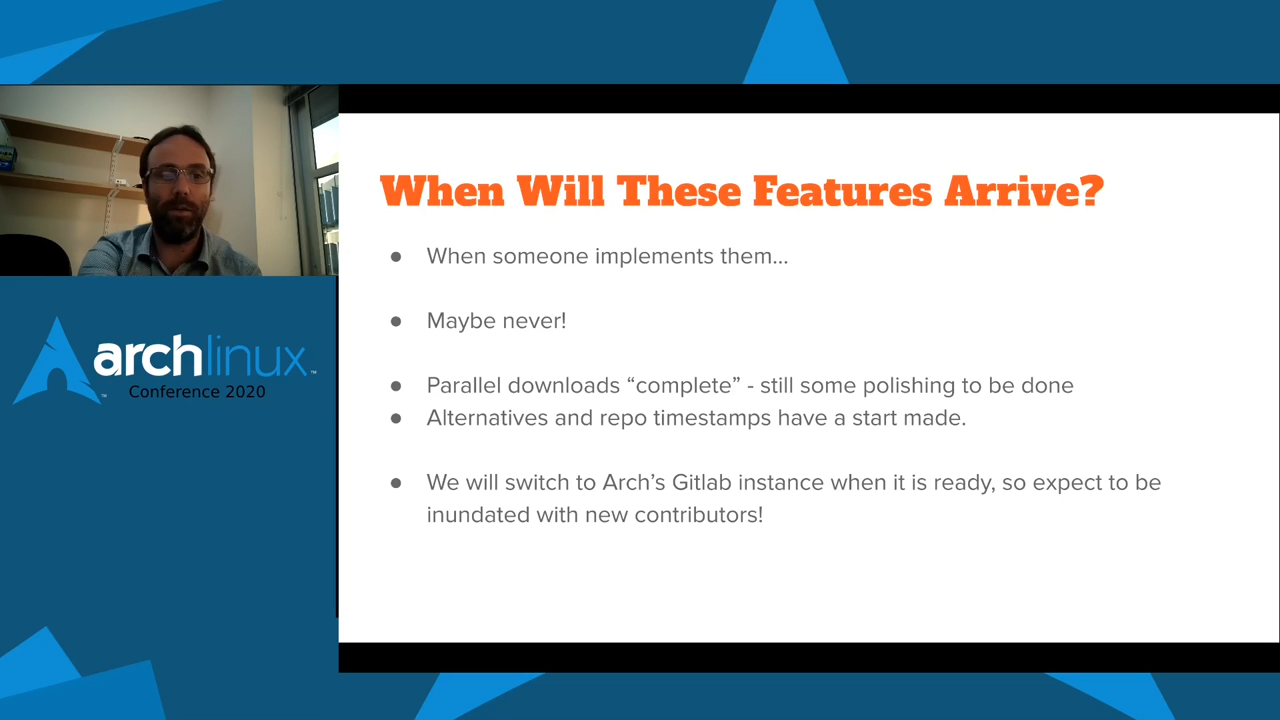 When Will These Features Arrive?
● When someone implements them...
● Maybe never!
● Parallel downloads “complete” - still some polishing to be done
● Alternatives and repo timestamps have a start made.
● We will switch to Arch’s Gitlab instance when it is ready, so expect to be
inundated with new contributors!
archlinux™
™
Conference 2020